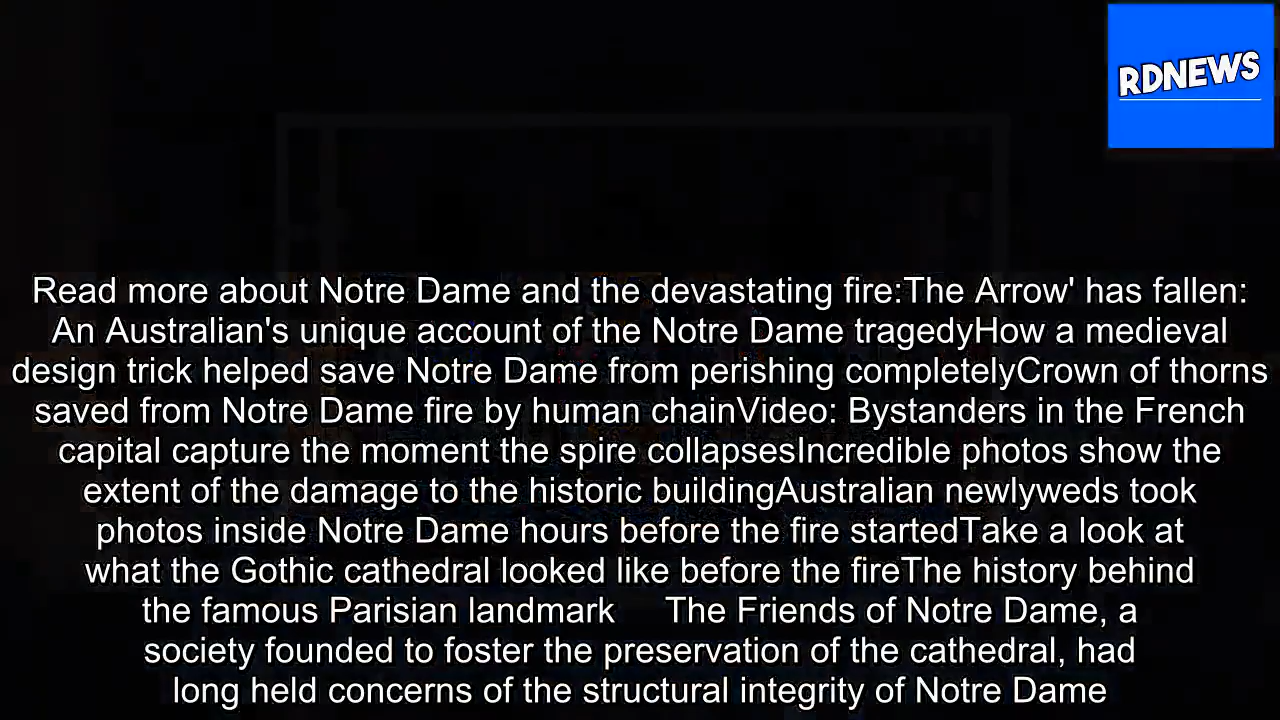 RDNEWS
Read more about Notre Dame and the devastating fire:The Arrow' has fallen:
An Australian's unique account of the Notre Dame tragedyHow a medieval
design trick helped save Notre Dame from perishing completelyCrown of thorns
saved from Notre Dame fire by human chainVideo: Bystanders in the French
capital capture the moment the spire collapsesIncredible photos show the
extent of the damage to the historic buildingAustralian newlyweds took
photos inside Notre Dame hours before the fire startedTake a look at
what the Gothic cathedral looked like before the fireThe history behind
the famous Parisian landmark The Friends of Notre Dame, a
society founded to foster the preservation of the cathedral, had
long held concerns of the structural integrity of Notre Dame